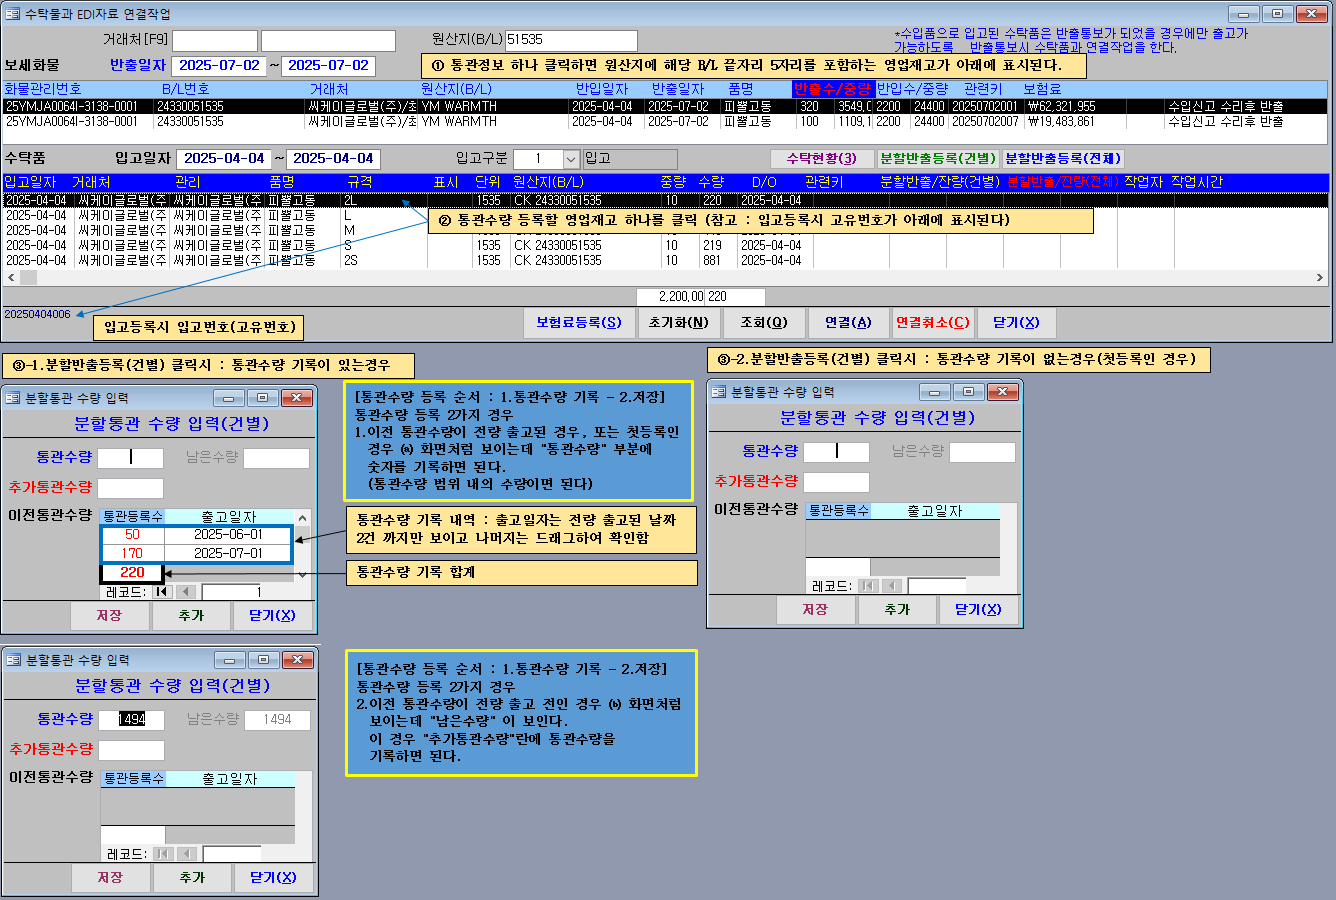 수탁물과 EDI자료 연결작업
거래처[F9]
원산지(B/L) 51535
*수입품으로 입고된 수탁품은 반출통보가 되었을 경우에만 출고가
가능하도록 반출통보시 수탁품과 연결작업을 한다.
보세화물 반출일자 2025-07-02 ~ 2025-07-02
① 통관정보 하나 클릭하면 원산지에 해당 B/L 끝자리 5자리를 포함하는 영업재고가 아래에 표시된다.
화물관리번호 B/L번호 거래처 원산지(B/L) 반입일자 반출일자 품명 반출수/중량 반입수/중량 관련키 보험료
25YMJA0064I-3138-0001 24330051535 씨케이글로벌(주)/초 YM WARMTH 2025-04-04 2025-07-02 피뿔고동 320 3549,0 2200 24400 20250702001 ₩62,321,955 수입신고 수리후 반출
25YMJA0064I-3138-0001 24330051535 씨케이글로벌(주)/초 YM WARMTH 2025-04-04 2025-07-02 피뿔고동 100 1109,1 2200 24400 20250702007 ₩19,483,861 수입신고 수리후 반출
수탁품 입고일자 2025-04-04 ~ 2025-04-04 입고구분 1 입고 수탁현황(3) 분할반출등록(건별) 분할반출등록(전체)
입고일자 거래처 관리 품명 규격 표시 단위 원산지(B/L) 중량 수량 D/O 관련키 분할반출/잔량(건별) 분할반출/잔량(전체) 작업자 작업시간
2025-04-04 씨케이글로벌(주 씨케이글로벌(주 피뿔고동 2L 1535 CK 24330051535 10 220 2025-04-04
2025-04-04 씨케이글로벌(주 씨케이글로벌(주 피뿔고동 L
② 통관수량 등록할 영업재고 하나를 클릭 (참고 : 입고등록시 고유번호가 아래에 표시된다)
2025-04-04 씨케이글로벌(주 씨케이글로벌(주 피뿔고동 M
2025-04-04 씨케이글로벌(주 씨케이글로벌(주 피뿔고동 S 1535 CK 24330051535 10 219 2025-04-04
2025-04-04 씨케이글로벌(주 씨케이글로벌(주 피뿔고동 2S 1535 CK 24330051535 10 881 2025-04-04
2,200,00 220
20250404006
입고등록시 입고번호(고유번호)
보험료등록(S) 초기화(N) 조회(Q) 연결(A) 연결취소(C) 닫기(X)
③-1.분할반출등록(건별) 클릭시 : 통관수량 기록이 있는경우
③-2.분할반출등록(건별) 클릭시 : 통관수량 기록이 없는경우(첫등록인 경우)
분할통관 수량 입력
분할통관 수량 입력(건별)
통관수량 남은수량
추가통관수량
이전통관수량 통관등록수 출고일자
50 2025-06-01
170 2025-07-01
220
레코드: 1
저장 추가 닫기(X)
[통관수량 등록 순서 : 1.통관수량 기록 - 2.저장]
통관수량 등록 2가지 경우
1.이전 통관수량이 전량 출고된 경우, 또는 첫등록인
경우 ⒜ 화면처럼 보이는데 "통관수량" 부분에
숫자를 기록하면 된다.
(통관수량 범위 내의 수량이면 된다)
통관수량 기록 내역 : 출고일자는 전량 출고된 날짜
2건 까지만 보이고 나머지는 드래그하여 확인함
통관수량 기록 합계
분할통관 수량 입력
분할통관 수량 입력(건별)
통관수량 남은수량
추가통관수량
이전통관수량 통관등록수 출고일자
레코드:
저장 추가 닫기(X)
분할통관 수량 입력
분할통관 수량 입력(건별)
통관수량 1494 남은수량 1494
추가통관수량
이전통관수량 통관등록수 출고일자
레코드:
저장 추가 닫기(X)
[통관수량 등록 순서 : 1.통관수량 기록 - 2.저장]
통관수량 등록 2가지 경우
2.이전 통관수량이 전량 출고 전인 경우 ⒝ 화면처럼
보이는데 "남은수량" 이 보인다.
이 경우 "추가통관수량"란에 통관수량을
기록하면 된다.